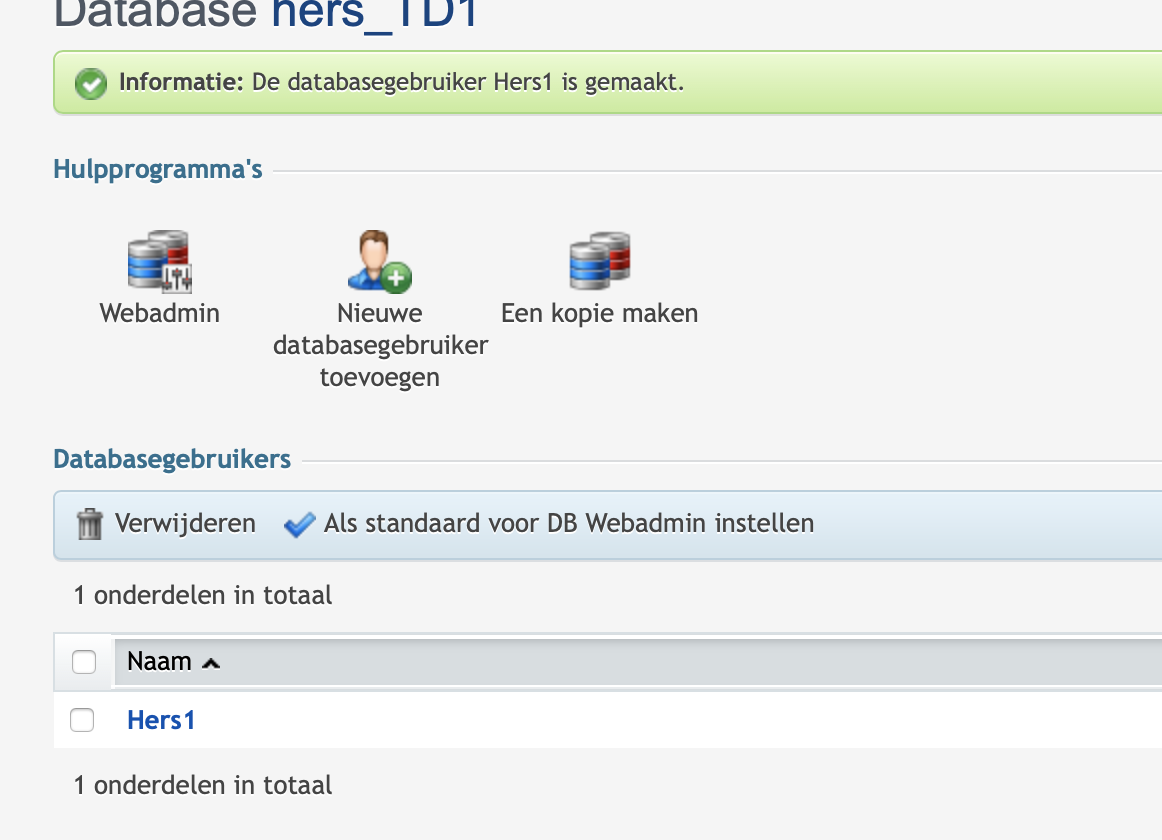 Database hers_TD1
Informatie: De databasegebruiker Hers1 is gemaakt.
Hulpprogramma's
Webadmin
Nieuwe
databasegebruiker
toevoegen
Een kopie maken
Databasegebruikers
Verwijderen Als standaard voor DB Webadmin instellen
1 onderdelen in totaal
Naam
Hers1
1 onderdelen in totaal